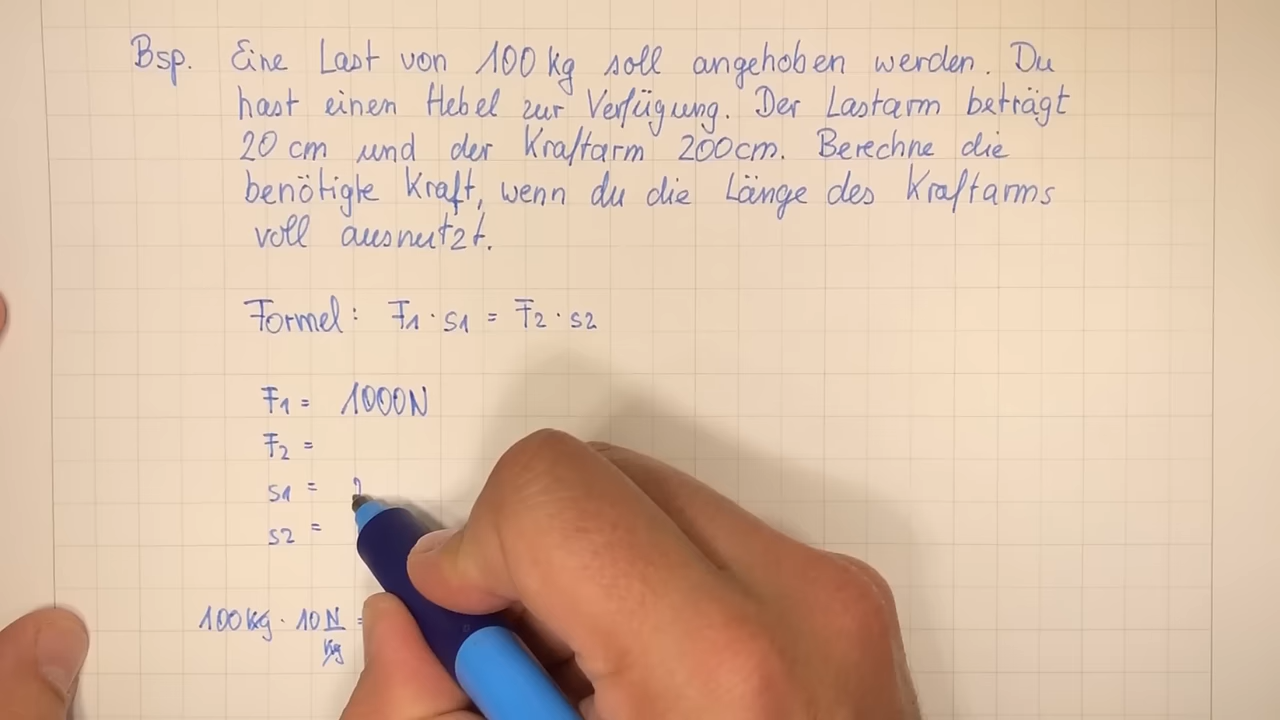 Bsp. Eine Last von 100 kg soll angehoben werden. Du
hast einen Hebel zur Verfügung. Der Lastarm beträgt
20 cm und der Kraftarm 200cm. Berechne die
benötigte Kraft, wenn du die Länge des Kraftarms
voll ausnutzt.
Formel: F1 · s1 = F2 · s2
F1 = 1000N
F2 =
s1 =
s2 =
100kg · 10 N/kg =